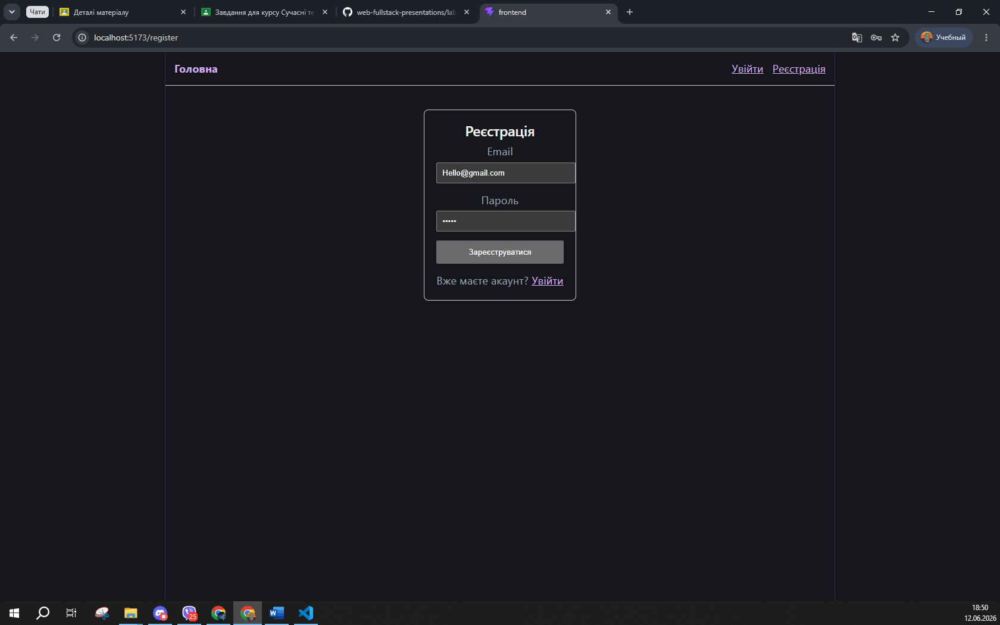 Чати
Деталі матеріалу
Завдання для курсу Сучасні те
web-fullstack-presentations/lab
frontend
localhost:5173/register
Учебный
Головна
Увійти
Реєстрація
Реєстрація
Email
Hello@gmail.com
Пароль
•••••
Зареєструватися
Вже маєте акаунт? Увійти
25
18:50
12.06.2026